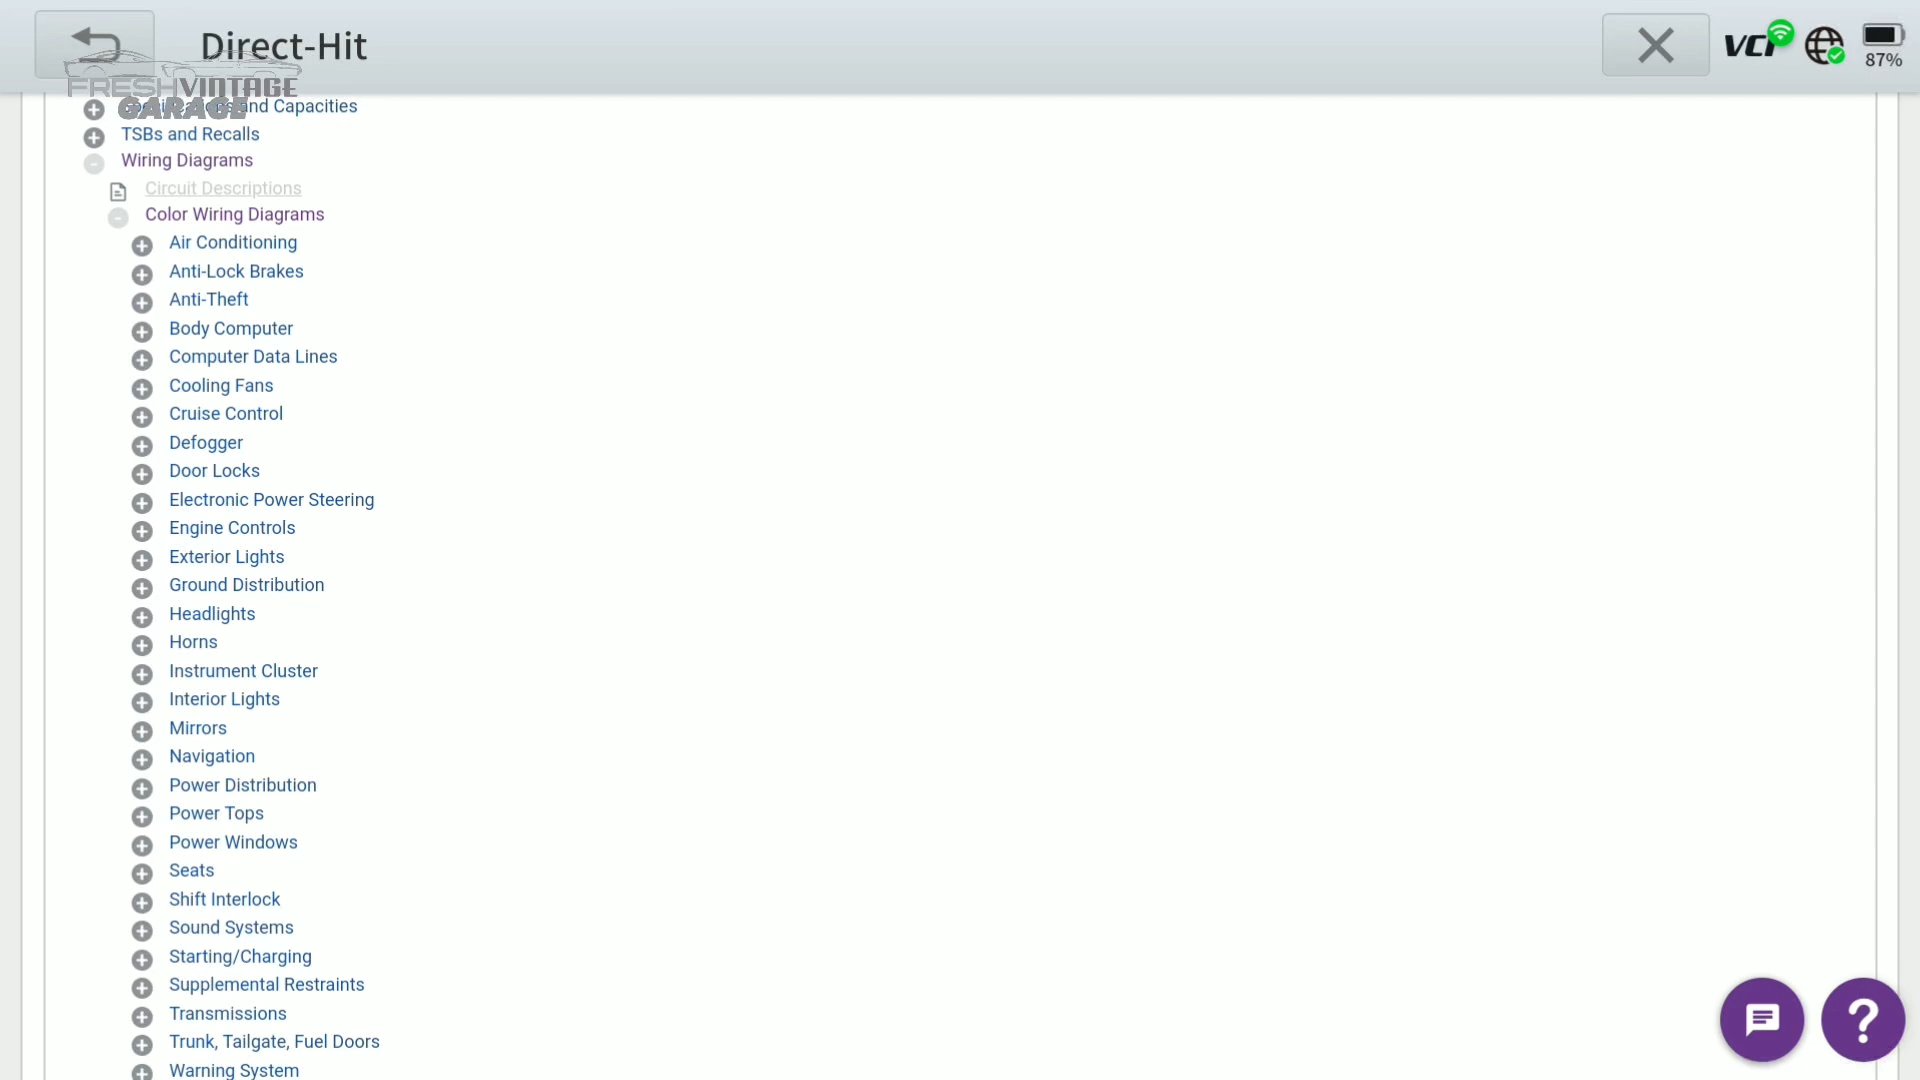 Direct-Hit
VCI
87%
FRESHVINTAGE
GARAGE
Specifications and Capacities
TSBs and Recalls
Wiring Diagrams
Circuit Descriptions
Color Wiring Diagrams
Air Conditioning
Anti-Lock Brakes
Anti-Theft
Body Computer
Computer Data Lines
Cooling Fans
Cruise Control
Defogger
Door Locks
Electronic Power Steering
Engine Controls
Exterior Lights
Ground Distribution
Headlights
Horns
Instrument Cluster
Interior Lights
Mirrors
Navigation
Power Distribution
Power Tops
Power Windows
Seats
Shift Interlock
Sound Systems
Starting/Charging
Supplemental Restraints
Transmissions
Trunk, Tailgate, Fuel Doors
Warning System